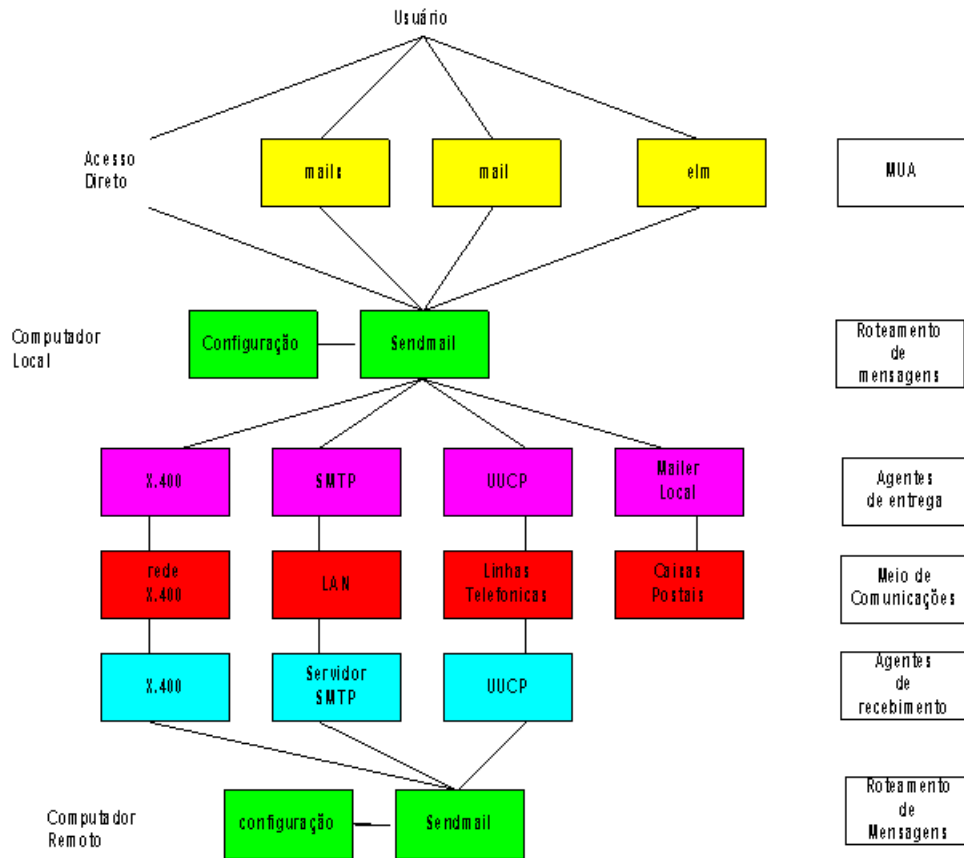 Usuário
Acesso
Direto
mails
mail
elm
MUA
Computador
Local
Configuração
Sendmail
Roteamento
de
mensagens
X.400
SMTP
UUCP
Mailer
Local
Agentes
de entrega
rede
X.400
LAN
Linhas
Telefonicas
Caixas
Postais
Meio de
Comunicações
X.400
Servidor
SMTP
UUCP
Agentes
de
recebimento
Computador
Remoto
configuração
Sendmail
Roteamento
de
Mensagens